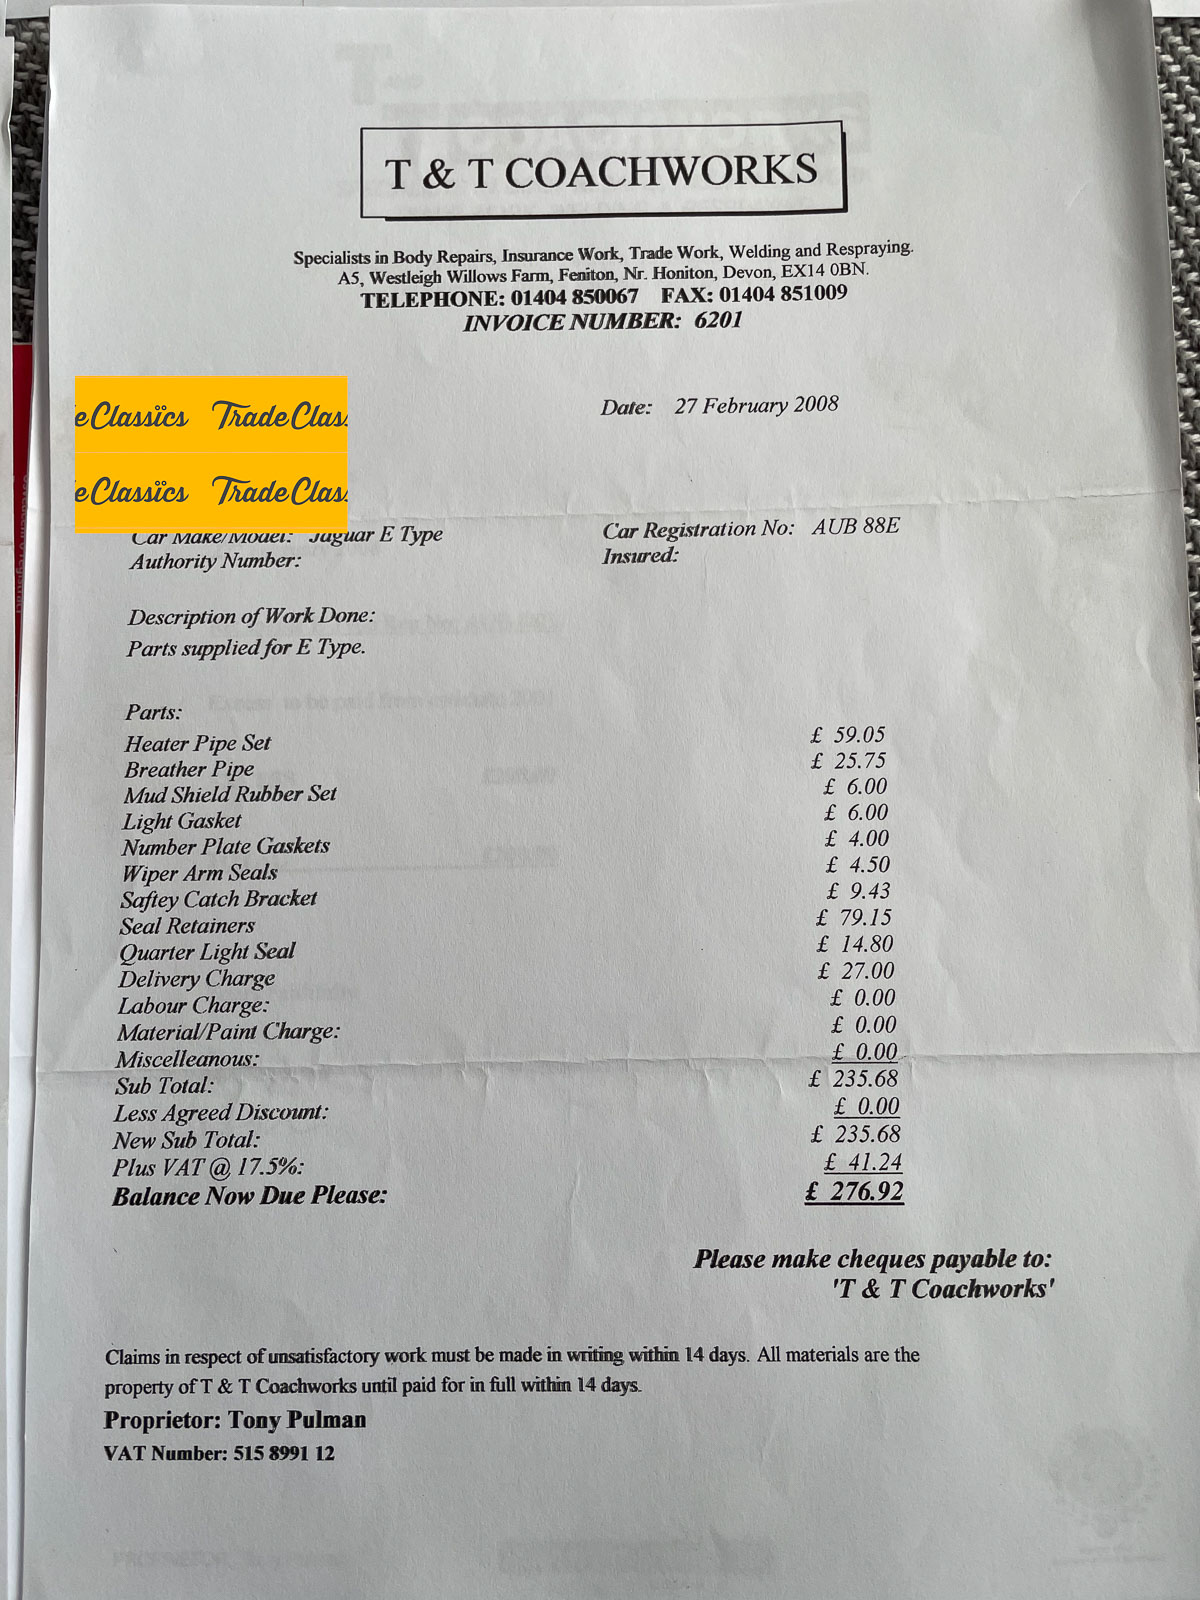 T & T COACHWORKS
Specialists in Body Repairs, Insurance Work, Trade Work, Welding and Respraying.
A5, Westleigh Willows Farm, Feniton, Nr. Honiton, Devon, EX14 0BN.
TELEPHONE: 01404 850067 FAX: 01404 851009
INVOICE NUMBER: 6201
e Classics Trade Clas
e Classics Trade Clas
Date: 27 February 2008
Car Make/Model: Jaguar E Type Car Registration No: AUB 88E
Authority Number: Insured:
Description of Work Done:
Parts supplied for E Type.
Parts:
Heater Pipe Set £ 59.05
Breather Pipe £ 25.75
Mud Shield Rubber Set £ 6.00
Light Gasket £ 6.00
Number Plate Gaskets £ 4.00
Wiper Arm Seals £ 4.50
Saftey Catch Bracket £ 9.43
Seal Retainers £ 79.15
Quarter Light Seal £ 14.80
Delivery Charge £ 27.00
Labour Charge: £ 0.00
Material/Paint Charge: £ 0.00
Miscelleanous: £ 0.00
Sub Total: £ 235.68
Less Agreed Discount: £ 0.00
New Sub Total: £ 235.68
Plus VAT @ 17.5%: £ 41.24
Balance Now Due Please: £ 276.92
Please make cheques payable to:
'T & T Coachworks'
Claims in respect of unsatisfactory work must be made in writing within 14 days. All materials are the
property of T & T Coachworks until paid for in full within 14 days.
Proprietor: Tony Pulman
VAT Number: 515 8991 12